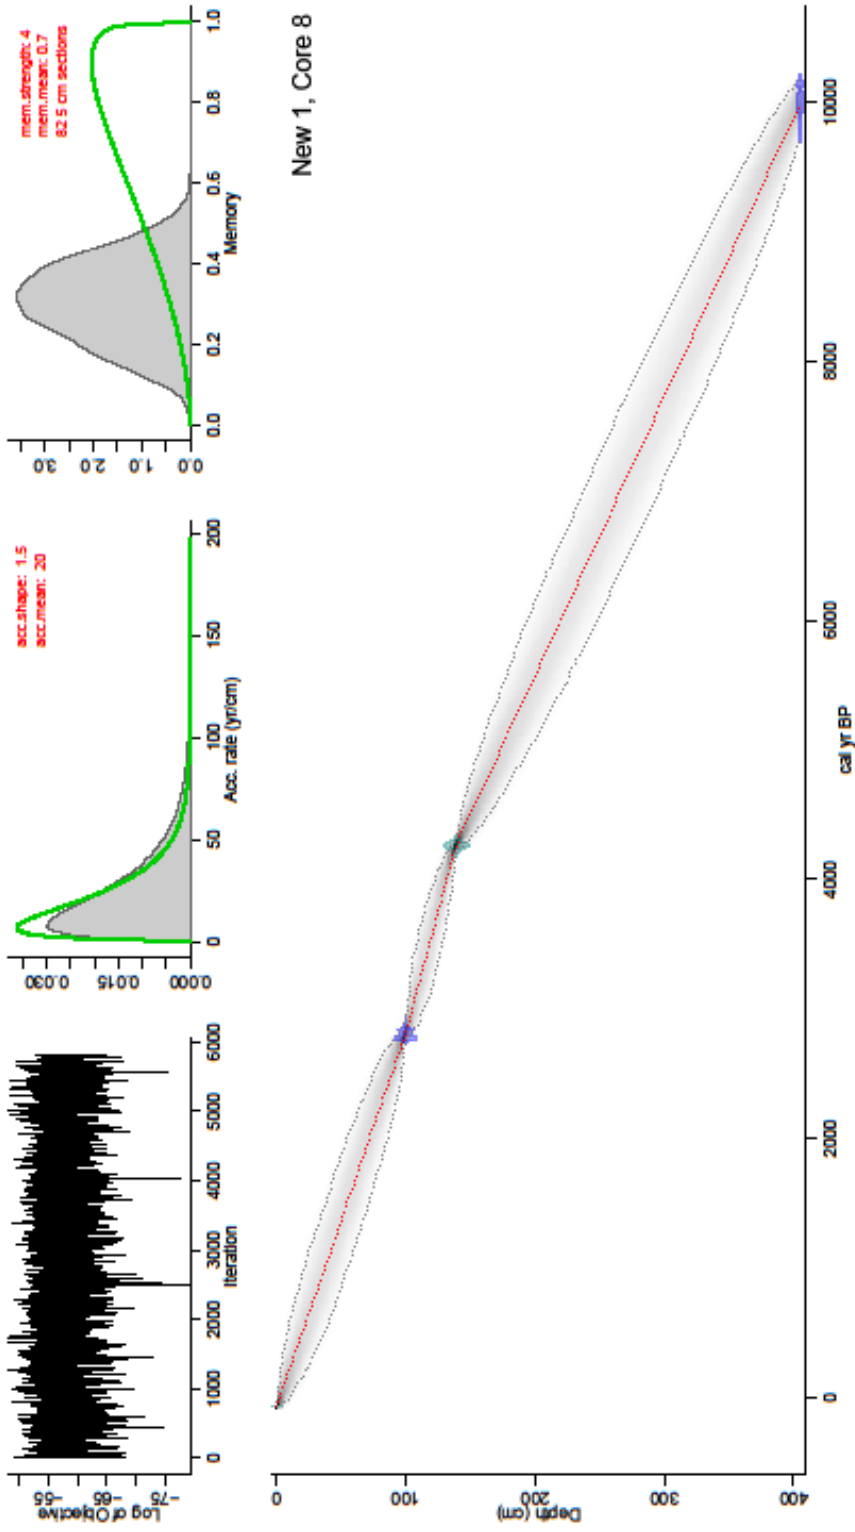 Log of Objective
−55
−65
−75
0 1000 2000 3000 4000 5000 6000
Iteration
acc.shape: 1.5
acc.mean: 20
0.030
0.015
0.000
0 50 100 150 200
Acc. rate (yr/cm)
mem.strength: 4
mem.mean: 0.7
82 5 cm sections
3.0
2.0
1.0
0.0
0.0 0.2 0.4 0.6 0.8 1.0
Memory
New 1, Core 8
Depth (cm)
0
100
200
300
400
0 2000 4000 6000 8000 10000
cal yr BP